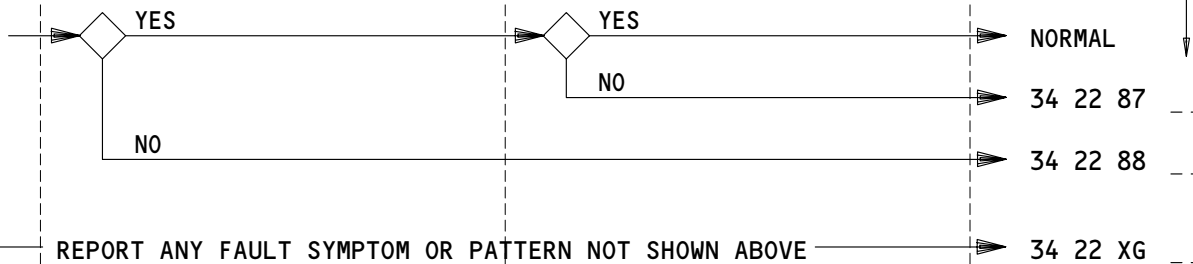 YES YES NORMAL
NO 34 22 87 _ _
NO 34 22 88 _ _
REPORT ANY FAULT SYMPTOM OR PATTERN NOT SHOWN ABOVE 34 22 XG _ _